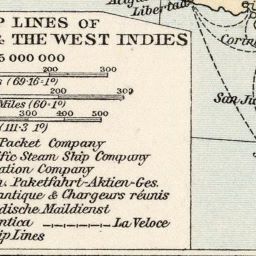 P LINES OF
& THE WEST INDIES
5 000 000
200 300
(69·16=1°)
200 300
Miles (60=1°)
300 500
(111·3=1°)
Packet Company
fic Steam Ship Company
ation Company
n. Paketfahrt-Aktien-Ges.
antique & Chargeurs réunis
dische Maildienst
ntica La Veloce
ip Lines
Libertad
Corin
San Ju